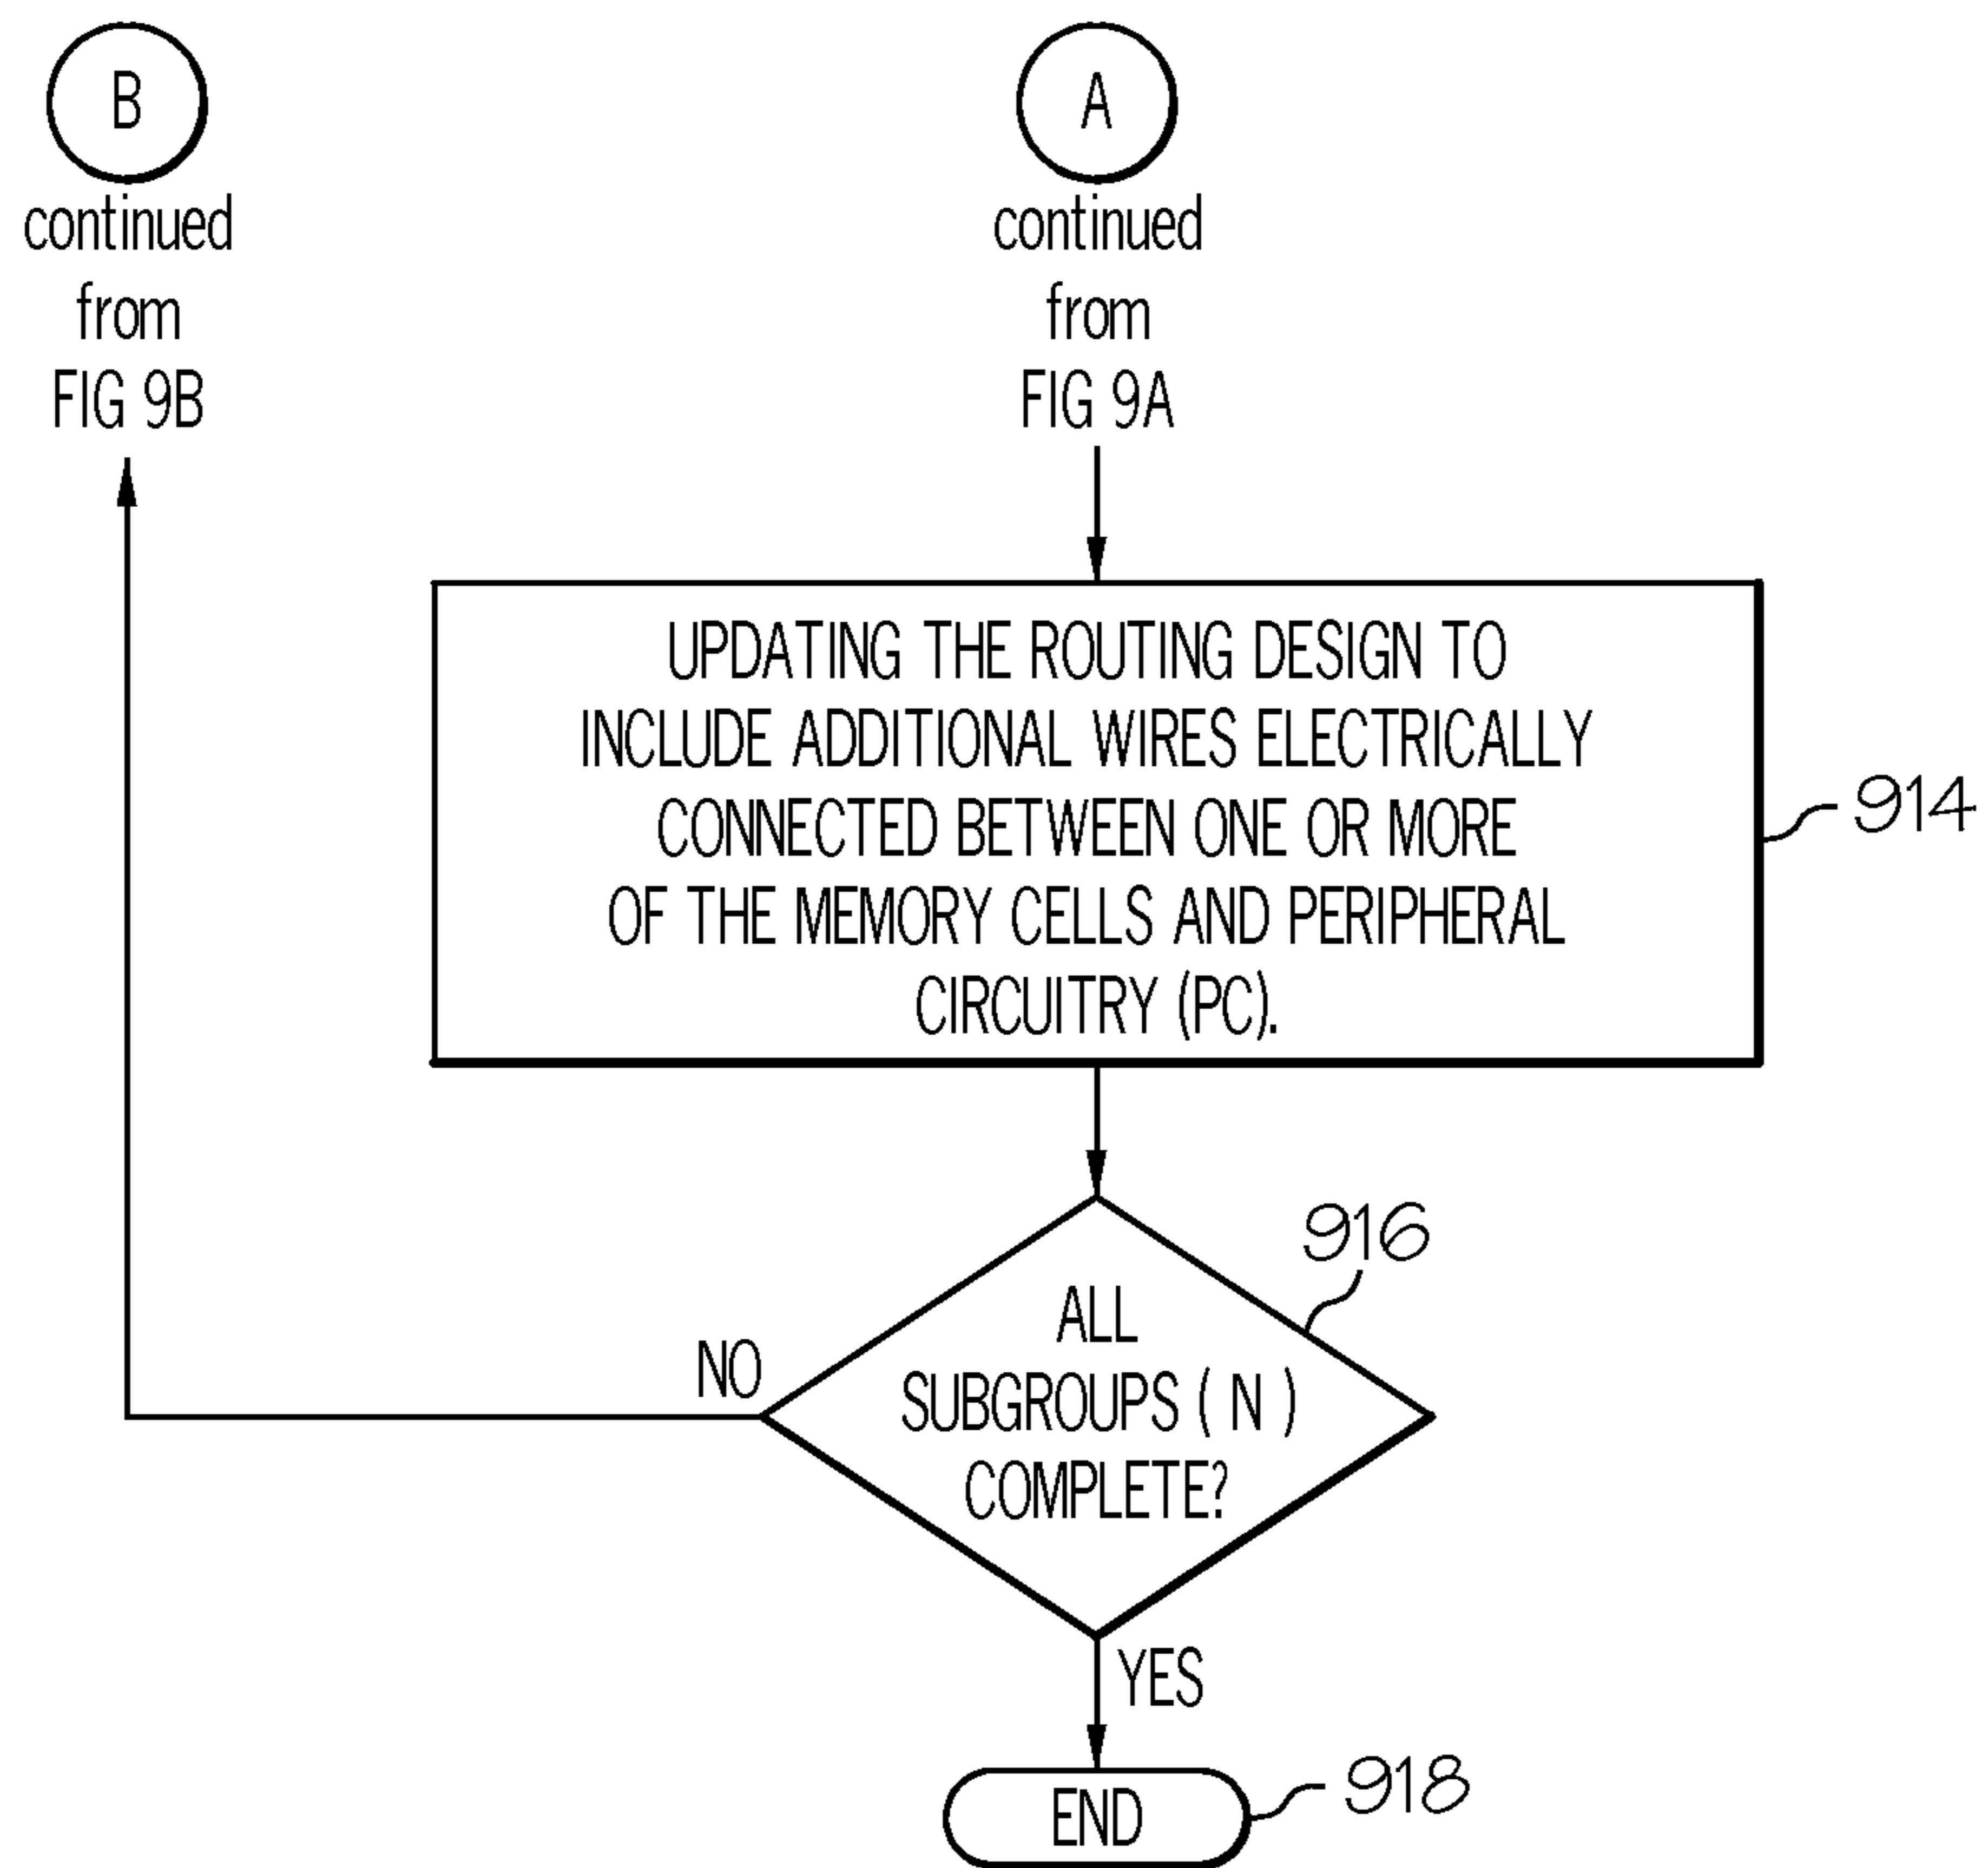 B
continued
from
FIG 9B
A
continued
from
FIG 9A
UPDATING THE ROUTING DESIGN TO
INCLUDE ADDITIONAL WIRES ELECTRICALLY
CONNECTED BETWEEN ONE OR MORE
OF THE MEMORY CELLS AND PERIPHERAL
CIRCUITRY (PC).
914
916
ALL
SUBGROUPS ( N )
COMPLETE?
NO
YES
END
918